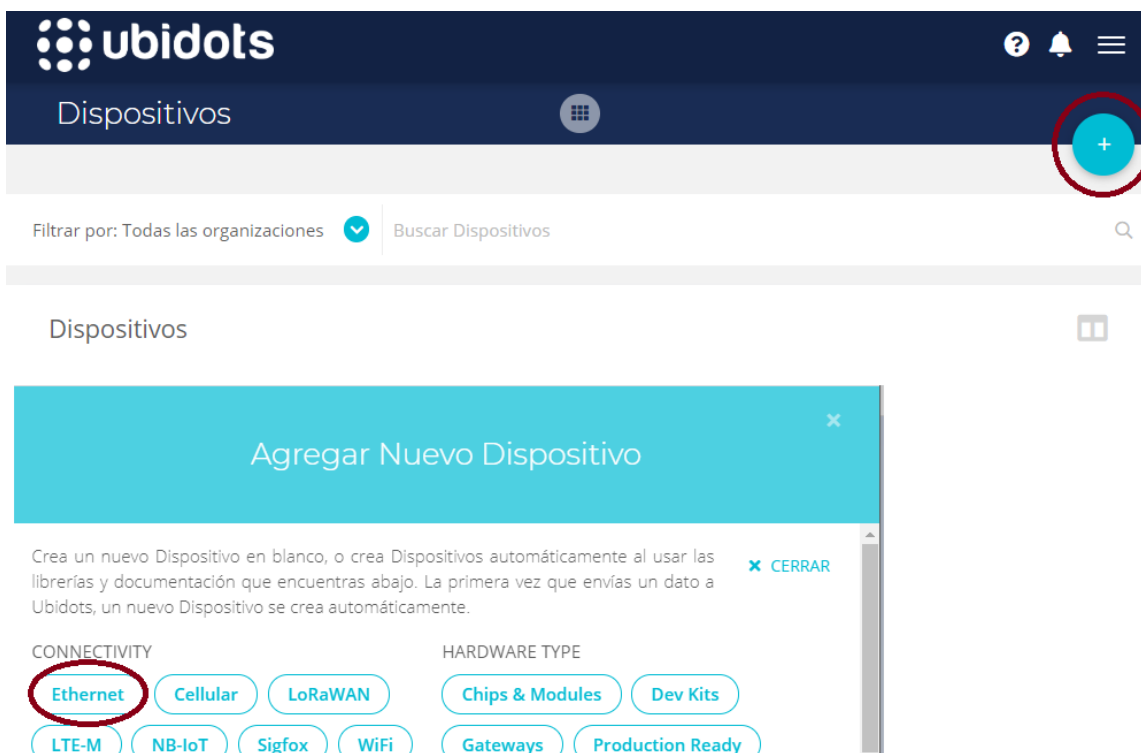 ubidots
Dispositivos
+
Filtrar por: Todas las organizaciones
Buscar Dispositivos
Dispositivos
Agregar Nuevo Dispositivo
Crea un nuevo Dispositivo en blanco, o crea Dispositivos automáticamente al usar las
librerías y documentación que encuentras abajo. La primera vez que envías un dato a
Ubidots, un nuevo Dispositivo se crea automáticamente.
CERRAR
CONNECTIVITY
Ethernet Cellular LoRaWAN
LTE-M NB-IoT Sigfox WiFi
HARDWARE TYPE
Chips & Modules Dev Kits
Gateways Production Ready